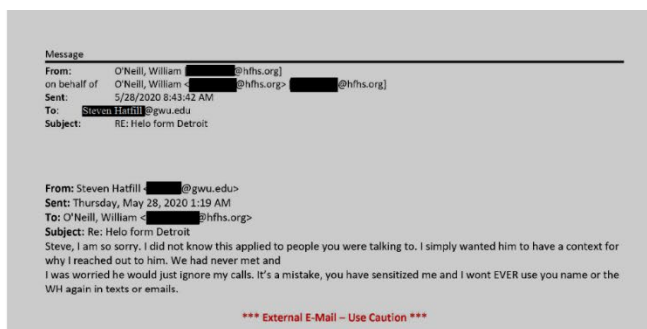 Message
From: O'Neill, William [ @hfhs.org]
on behalf of O'Neill, William < @hfhs.org> [ @hfhs.org]
Sent: 5/28/2020 8:43:42 AM
To: Steven Hatfill @gwu.edu
Subject: RE: Helo form Detroit
From: Steven Hatfill < @gwu.edu>
Sent: Thursday, May 28, 2020 1:19 AM
To: O'Neill, William < @hfhs.org>
Subject: Re: Helo form Detroit
Steve, I am so sorry. I did not know this applied to people you were talking to. I simply wanted him to have a context for
why I reached out to him. We had never met and
I was worried he would just ignore my calls. It's a mistake, you have sensitized me and I wont EVER use you name or the
WH again in texts or emails.
*** External E-Mail – Use Caution ***